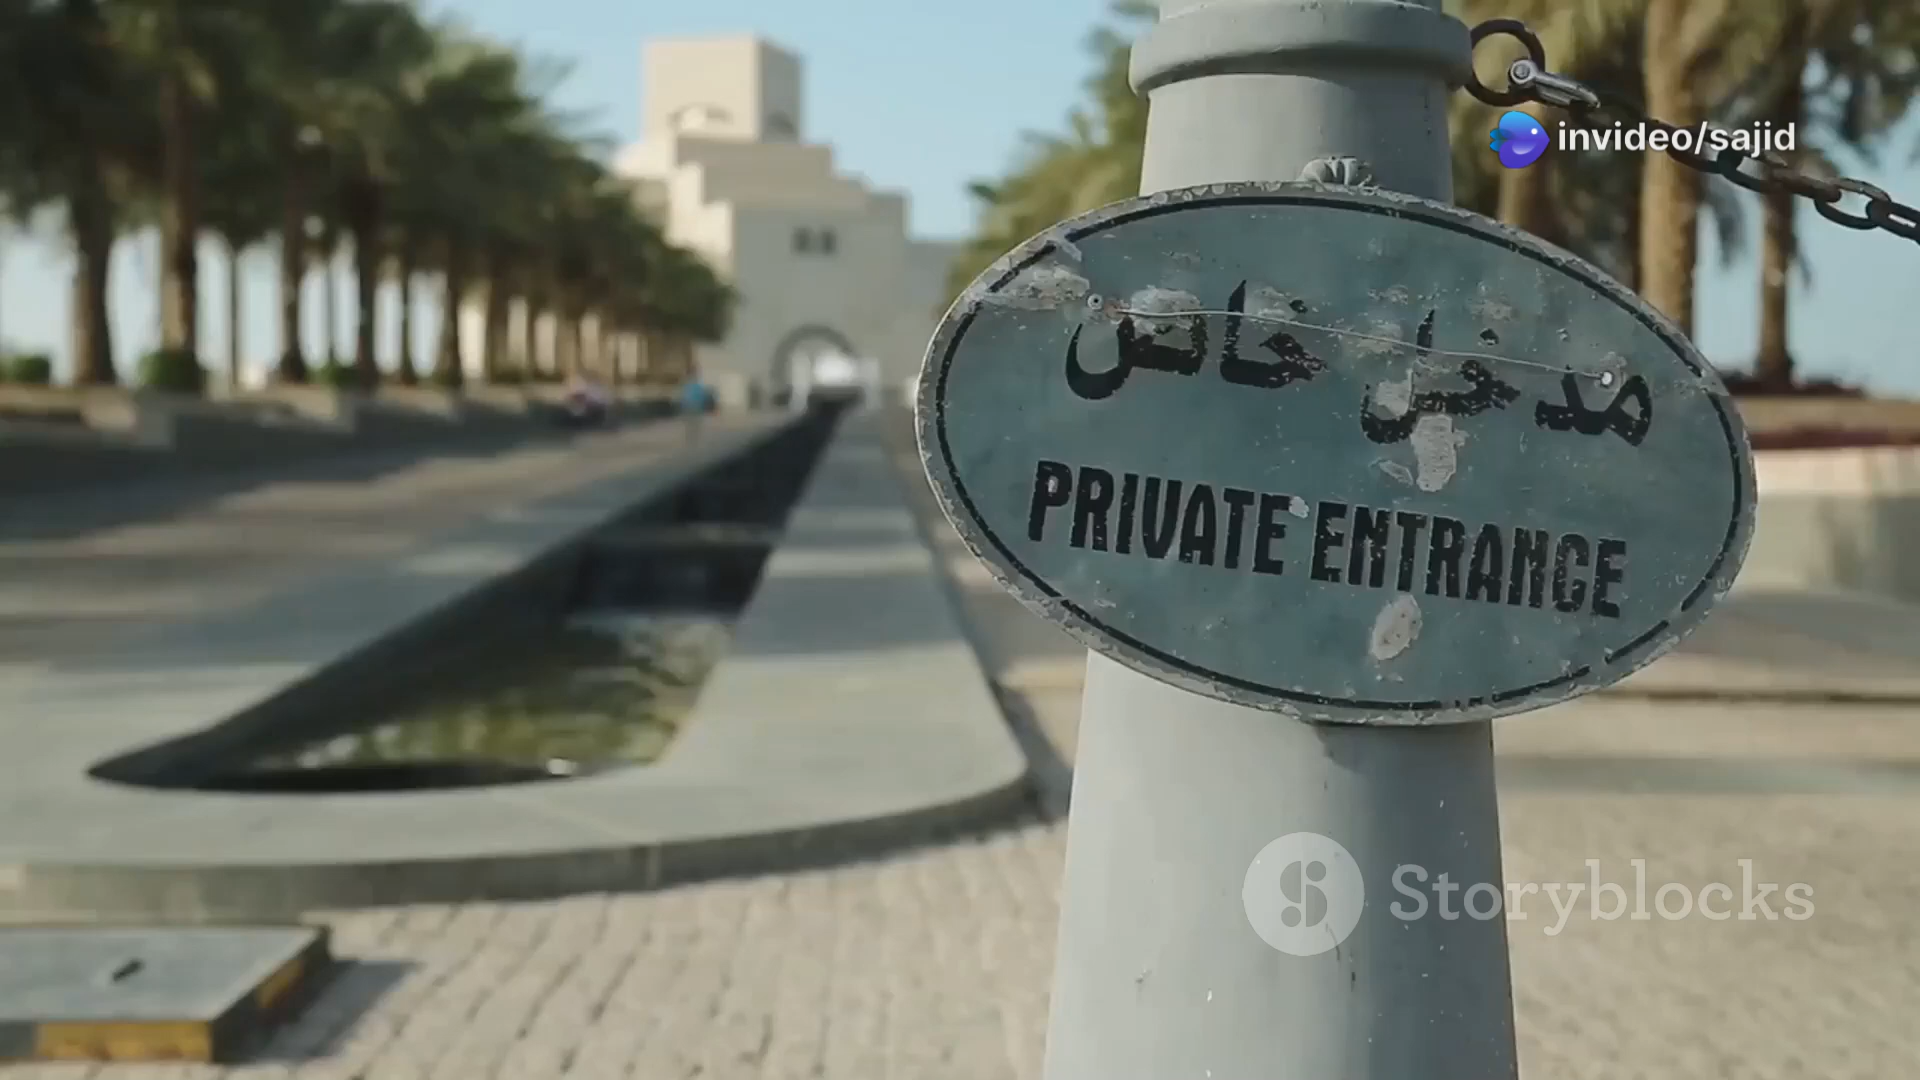 invideo/sajid
مدخل خاص
PRIVATE ENTRANCE
Storyblocks